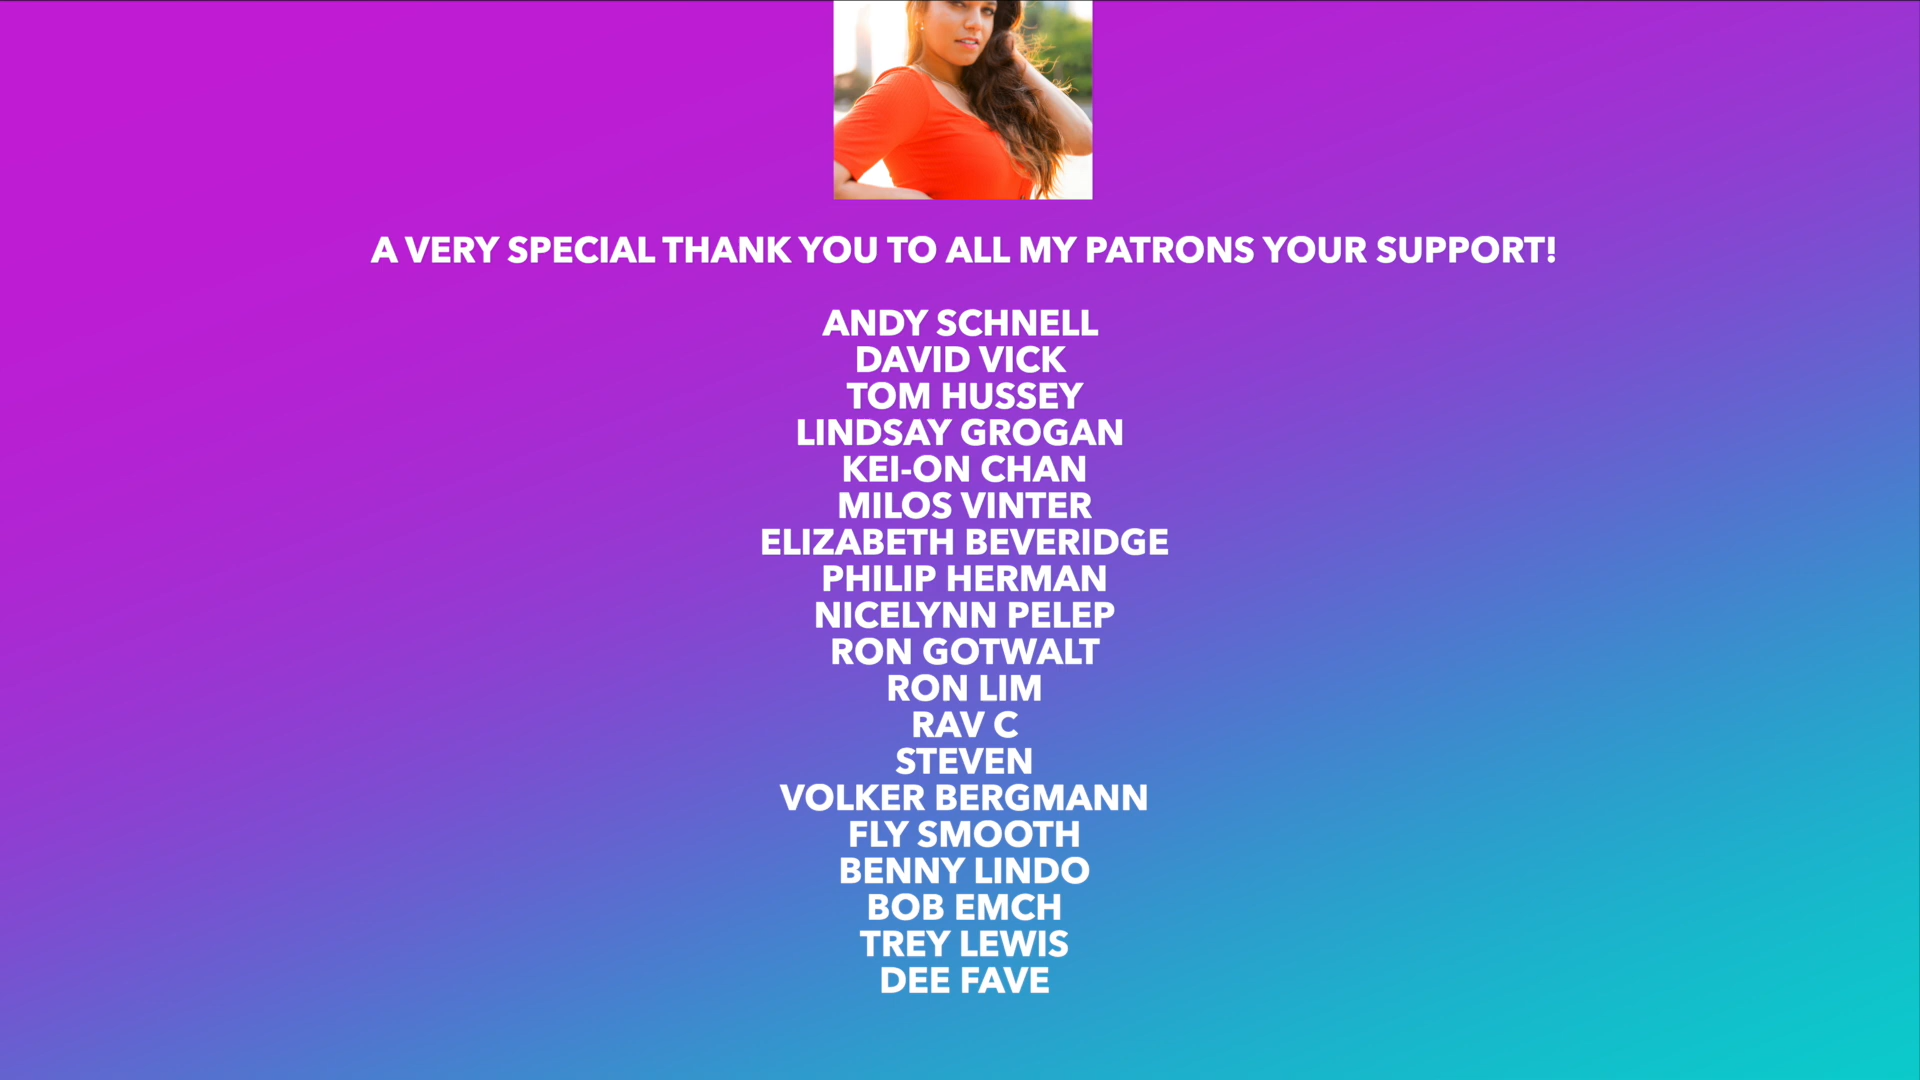 A VERY SPECIAL THANK YOU TO ALL MY PATRONS YOUR SUPPORT!
ANDY SCHNELL
DAVID VICK
TOM HUSSEY
LINDSAY GROGAN
KEI-ON CHAN
MILOS VINTER
ELIZABETH BEVERIDGE
PHILIP HERMAN
NICELYNN PELEP
RON GOTWALT
RON LIM
RAV C
STEVEN
VOLKER BERGMANN
FLY SMOOTH
BENNY LINDO
BOB EMCH
TREY LEWIS
DEE FAVE